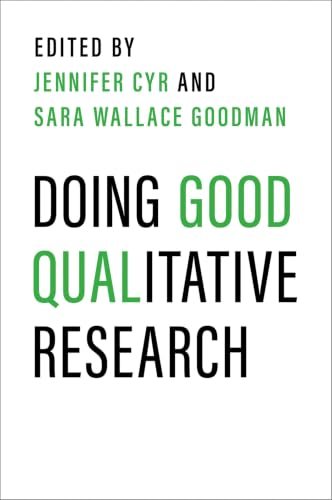 EDITED BY
JENNIFER CYR AND
SARA WALLACE GOODMAN
DOING GOOD
QUALITATIVE
RESEARCH